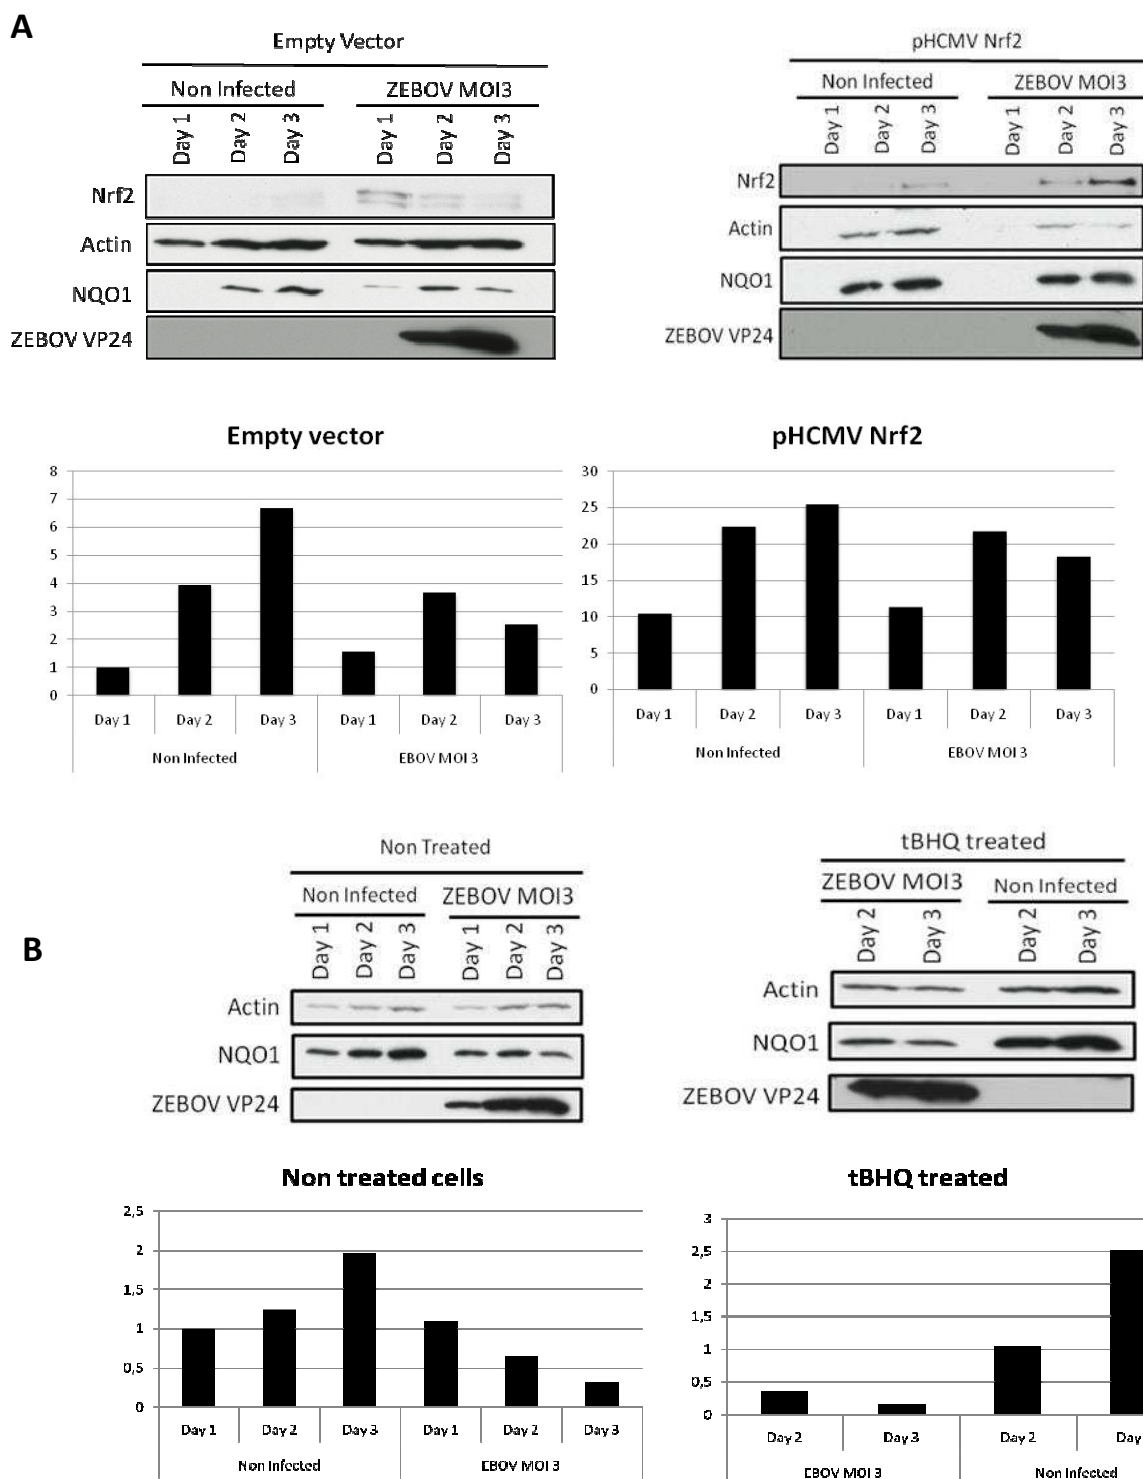 A
Empty Vector
Non Infected ZEBOV MOI3
Day 1 Day 2 Day 3 Day 1 Day 2 Day 3
Nrf2
Actin
NQO1
ZEBOV VP24
pHCMV Nrf2
Non Infected ZEBOV MOI3
Day 1 Day 2 Day 3 Day 1 Day 2 Day 3
Nrf2
Actin
NQO1
ZEBOV VP24
Empty vector
8
7
6
5
4
3
2
1
0
Day 1 Day 2 Day 3 Day 1 Day 2 Day 3
Non Infected EBOV MOI 3
pHCMV Nrf2
30
25
20
15
10
5
0
Day 1 Day 2 Day 3 Day 1 Day 2 Day 3
Non Infected EBOV MOI 3
B
Non Treated
Non Infected ZEBOV MOI3
Day 1 Day 2 Day 3 Day 1 Day 2 Day 3
Actin
NQO1
ZEBOV VP24
tBHQ treated
ZEBOV MOI3 Non Infected
Day 2 Day 3 Day 2 Day 3
Actin
NQO1
ZEBOV VP24
Non treated cells
2,5
2
1,5
1
0,5
0
Day 1 Day 2 Day 3 Day 1 Day 2 Day 3
Non Infected EBOV MOI 3
tBHQ treated
3
2,5
2
1,5
1
0,5
0
Day 2 Day 3 Day 2 Day
EBOV MOI 3 Non Infected